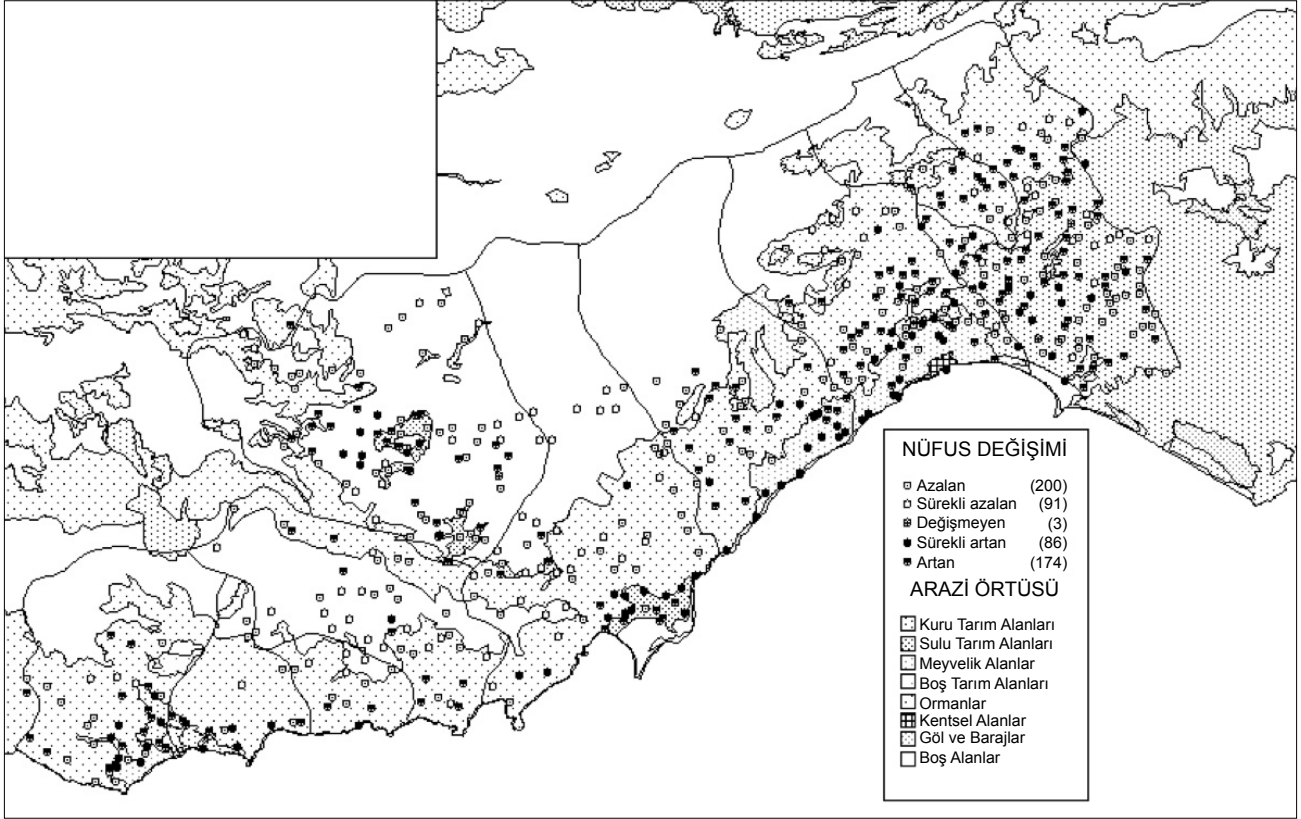 NÜFUS DEĞİŞİMİ
Azalan (200)
Sürekli azalan (91)
Değişmeyen (3)
Sürekli artan (86)
Artan (174)
ARAZİ ÖRTÜSÜ
Kuru Tarım Alanları
Sulu Tarım Alanları
Meyvelik Alanlar
Boş Tarım Alanları
Ormanlar
Kentsel Alanlar
Göl ve Barajlar
Boş Alanlar